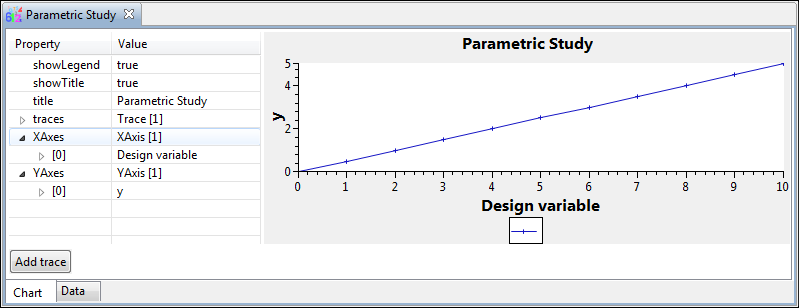 Parametric Study
Property Value
showLegend true
showTitle true
title Parametric Study
traces Trace [1]
XAxes XAxis [1]
[0] Design variable
YAxes YAxis [1]
[0] y
Add trace
Chart Data
Parametric Study
y
5
4
2
0
0 1 2 3 4 5 6 7 8 9 10
Design variable